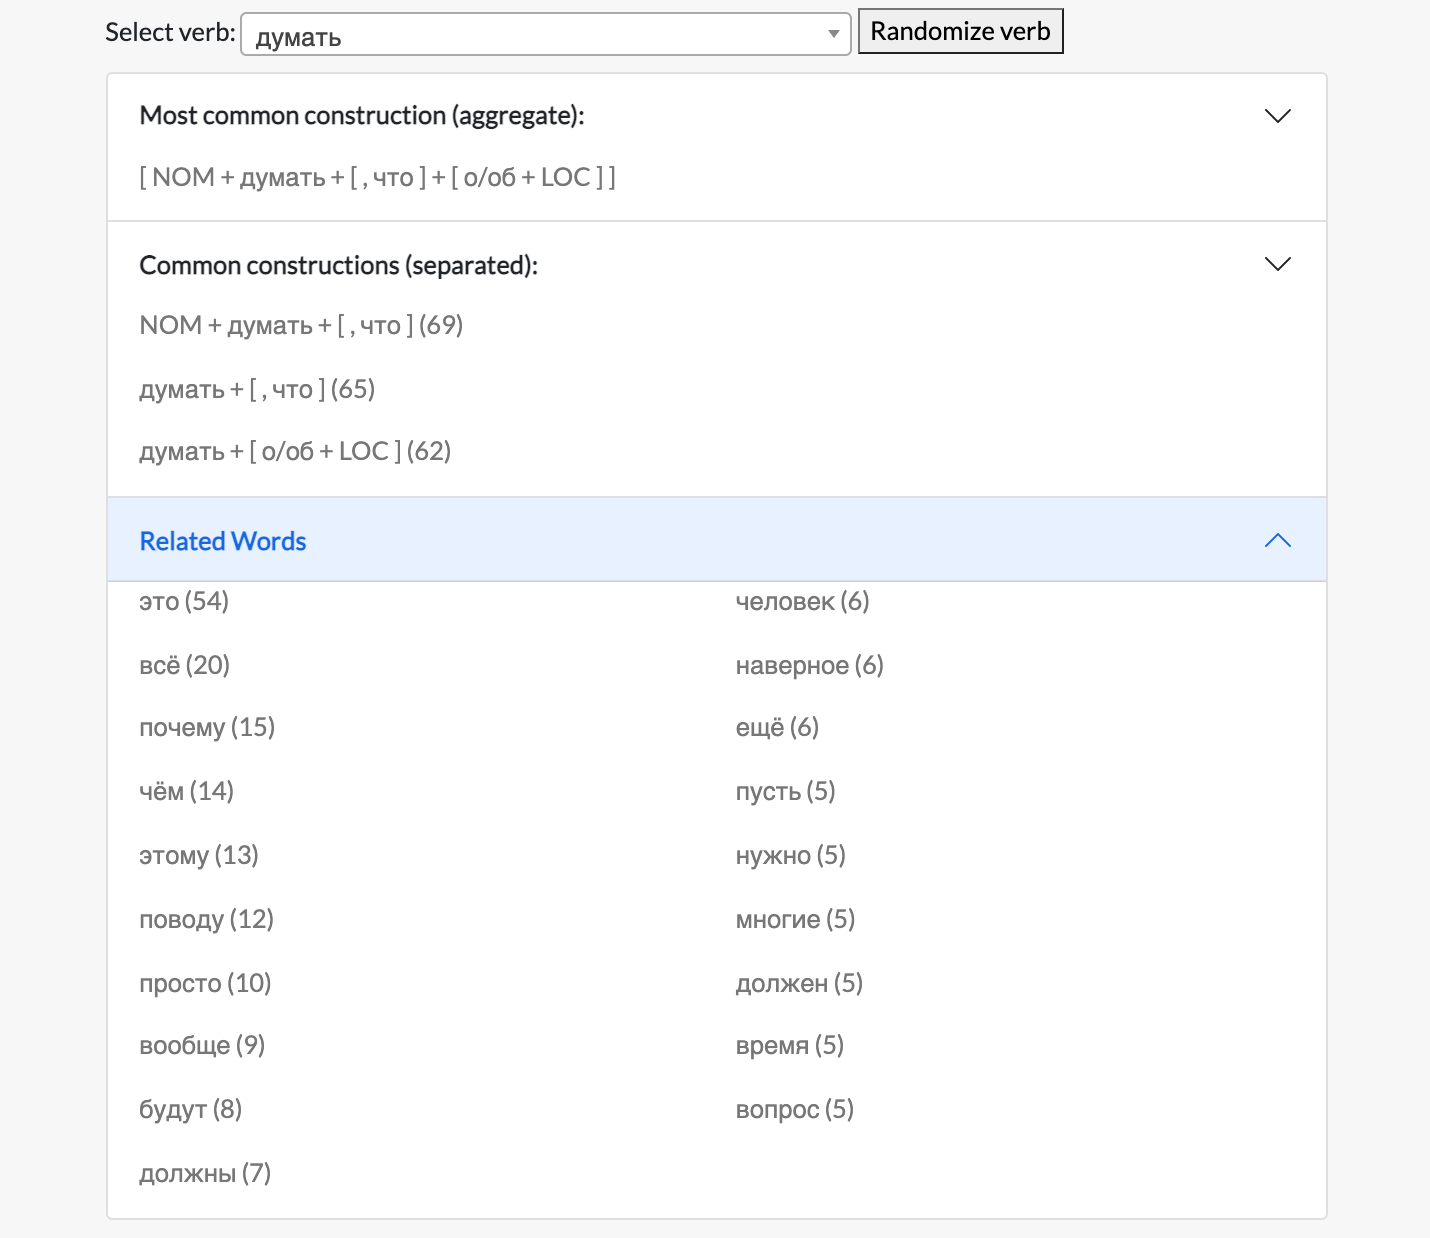 Select verb: думать Randomize verb
Most common construction (aggregate):
[ NOM + думать + [ , что ] + [ о/об + LOC ] ]
Common constructions (separated):
NOM + думать + [ , что ] (69)
думать + [ , что ] (65)
думать + [ о/об + LOC ] (62)
Related Words
это (54)
всё (20)
почему (15)
чём (14)
этому (13)
поводу (12)
просто (10)
вообще (9)
будут (8)
должны (7)
человек (6)
наверное (6)
ещё (6)
пусть (5)
нужно (5)
многие (5)
должен (5)
время (5)
вопрос (5)